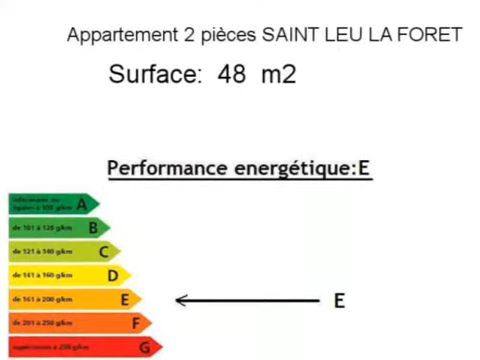 Appartement 2 pièces SAINT LEU LA FORET
Surface: 48 m2
Performance energétique:E
A
de 101 à 120 g/km B
de 121 à 140 g/km C
de 141 à 160 g/km D
de 161 à 200 g/km E
E
de 201 à 250 g/km F
G